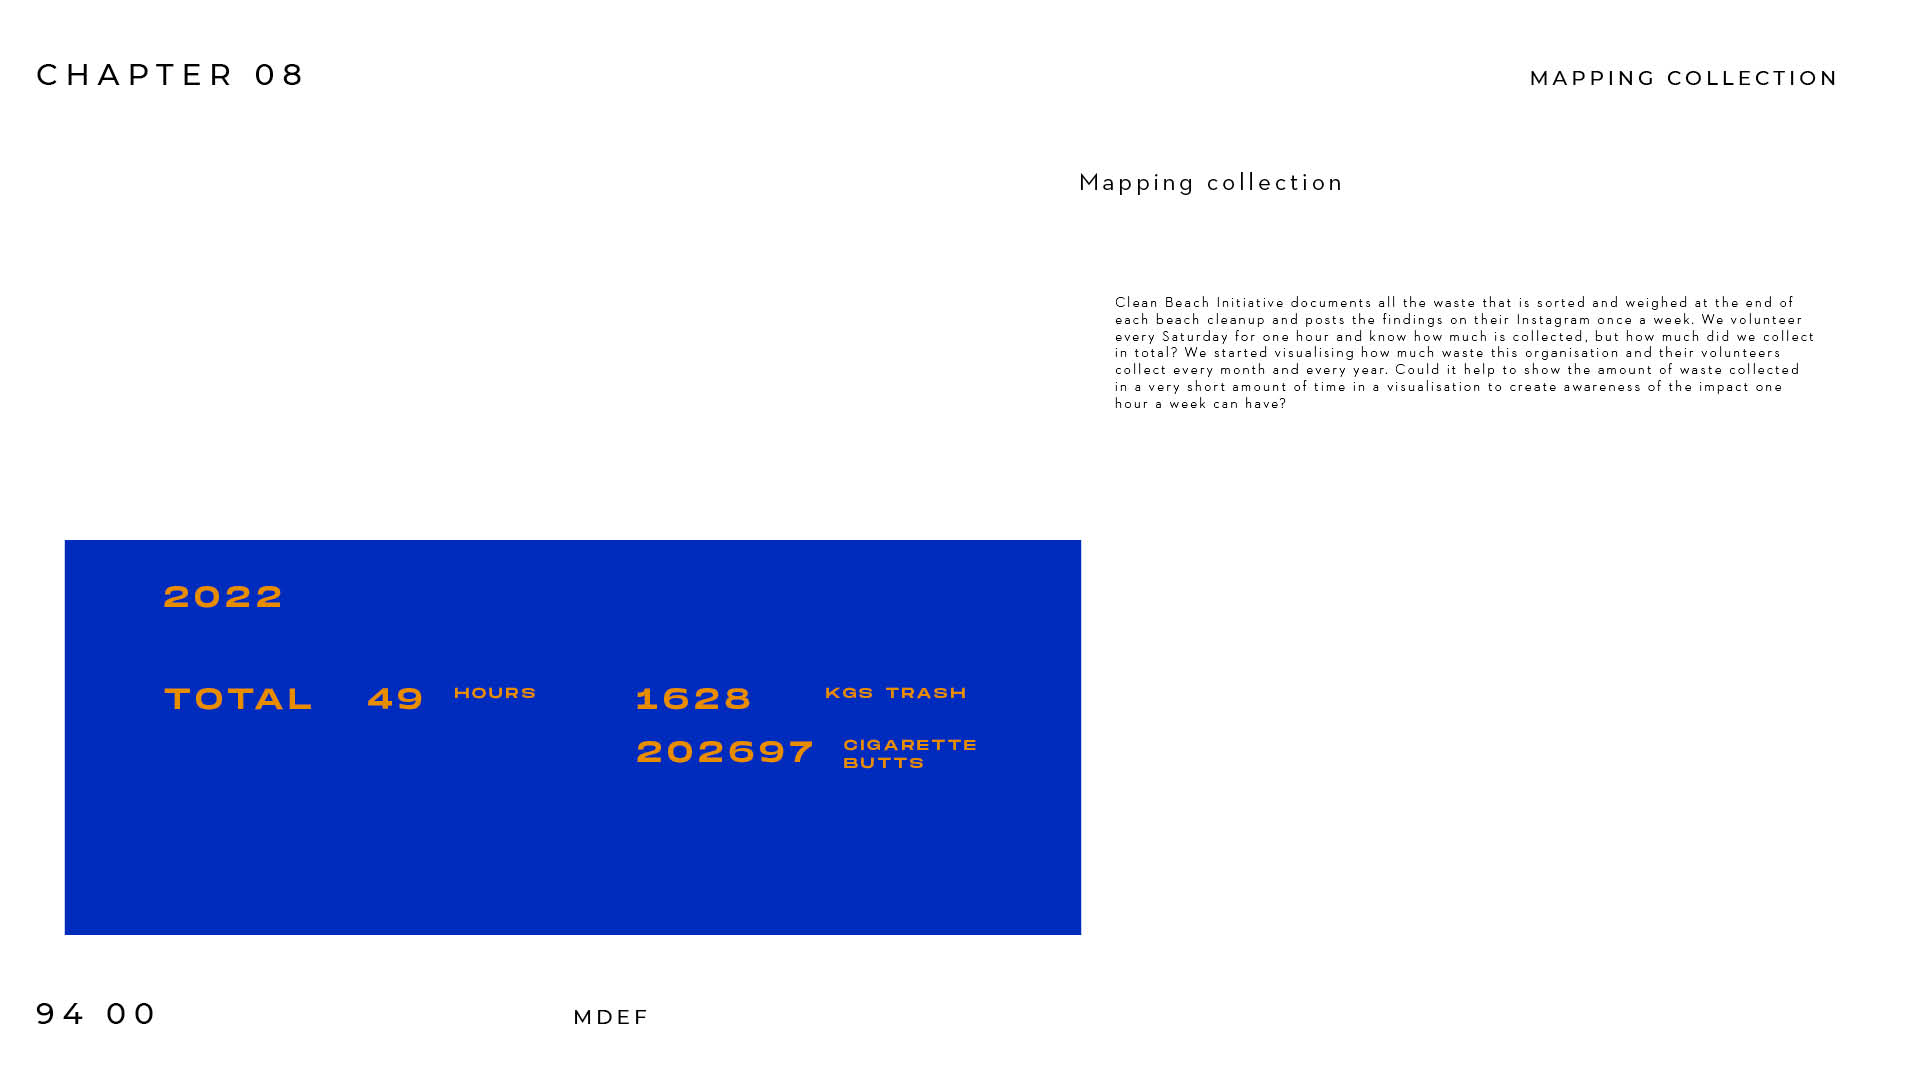 CHAPTER 08
MAPPING COLLECTION
Mapping collection
Clean Beach Initiative documents all the waste that is sorted and weighed at the end of
each beach cleanup and posts the findings on their Instagram once a week. We volunteer
every Saturday for one hour and know how much is collected, but how much did we collect
in total? We started visualising how much waste this organisation and their volunteers
collect every month and every year. Could it help to show the amount of waste collected
in a very short amount of time in a visualisation to create awareness of the impact one
hour a week can have?
2022
TOTAL 49 HOURS 1628 KGS TRASH
202697 CIGARETTE
BUTTS
94 00
MDEF